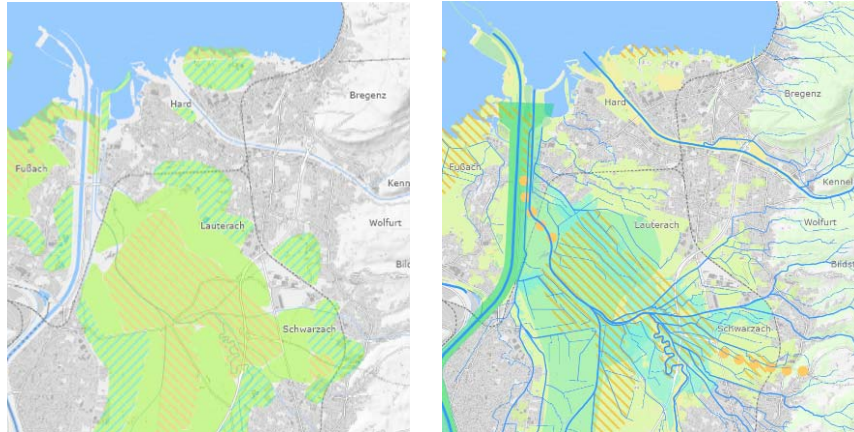 Bregenz
Hard
Fußach
Kenne
Lauterach
Wolfurt
Bild
Schwarzach
Bregenz
Hard
Fußach
Kennel
Lauterach
Wolfurt
Bildst
Schwarzach